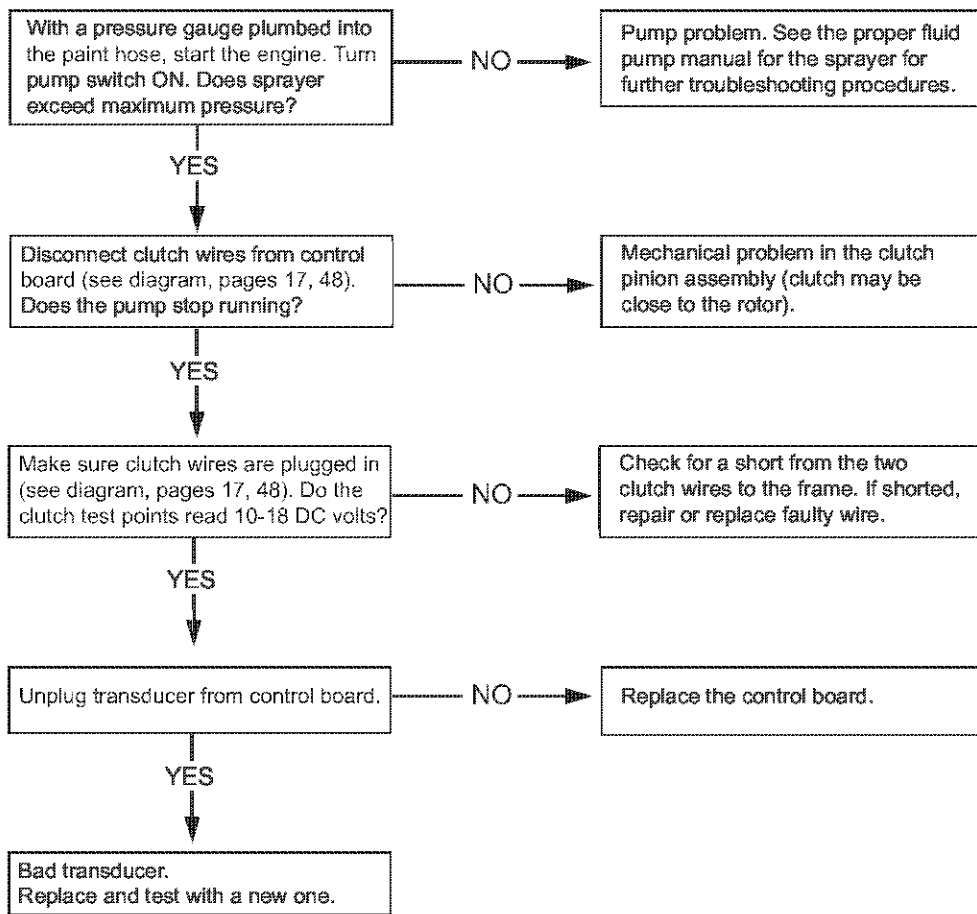 With a pressure gauge plumbed into
the paint hose, start the engine. Turn
pump switch ON. Does sprayer
exceed maximum pressure?
NO
Pump problem. See the proper fluid
pump manual for the sprayer for
further troubleshooting procedures.
YES
Disconnect clutch wires from control
board (see diagram, pages 17, 48).
Does the pump stop running?
NO
Mechanical problem in the clutch
pinion assembly (clutch may be
close to the rotor).
YES
Make sure clutch wires are plugged in
(see diagram, pages 17, 48). Do the
clutch test points read 10-18 DC volts?
NO
Check for a short from the two
clutch wires to the frame. If shorted,
repair or replace faulty wire.
YES
Unplug transducer from control board.
NO
Replace the control board.
YES
Bad transducer.
Replace and test with a new one.